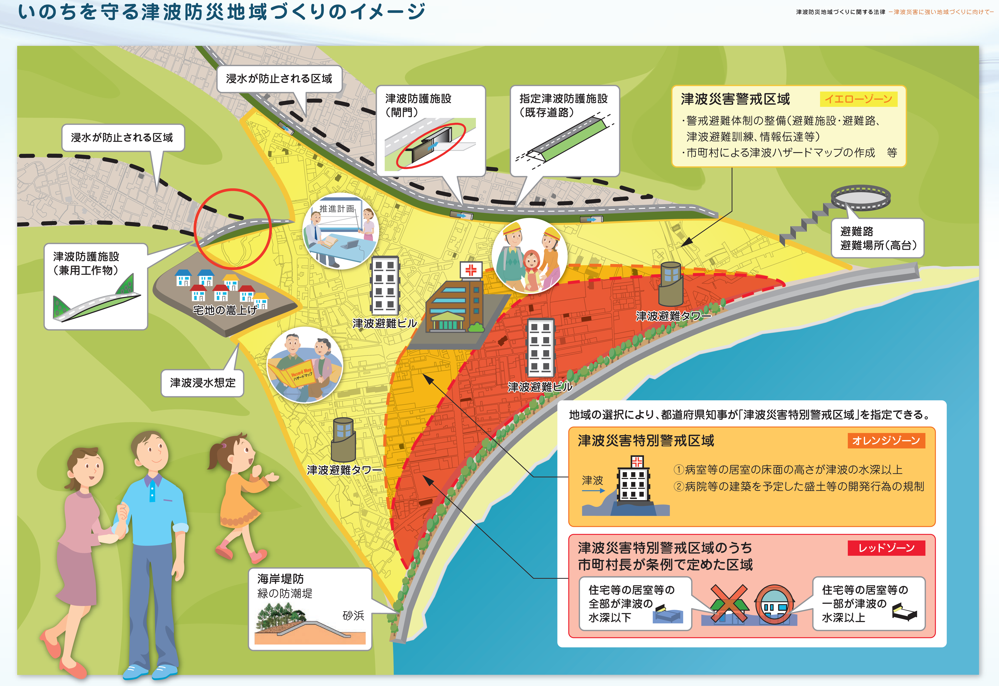 いのちを守る津波防災地域づくりのイメージ
津波防災地域づくりに関する法律 －津波災害に強い地域づくりに向けて－
浸水が防止される区域
浸水が防止される区域
津波防護施設
（閘門）
指定津波防護施設
（既存道路）
津波災害警戒区域
イエローゾーン
・警戒避難体制の整備（避難施設・避難路、
津波避難訓練、情報伝達等）
・市町村による津波ハザードマップの作成　等
推進計画
避難路
避難場所（高台）
津波防護施設
（兼用工作物）
宅地の嵩上げ
津波避難ビル
津波避難タワー
Hazard Map
ハザードマップ
津波浸水想定
津波避難ビル
津波避難タワー
地域の選択により、都道府県知事が「津波災害特別警戒区域」を指定できる。
津波災害特別警戒区域
オレンジゾーン
津波
①病室等の居室の床面の高さが津波の水深以上
②病院等の建築を予定した盛土等の開発行為の規制
津波災害特別警戒区域のうち
市町村長が条例で定めた区域
レッドゾーン
住宅等の居室等の
全部が津波の
水深以下
住宅等の居室等の
一部が津波の
水深以上
海岸堤防
緑の防潮堤
砂浜